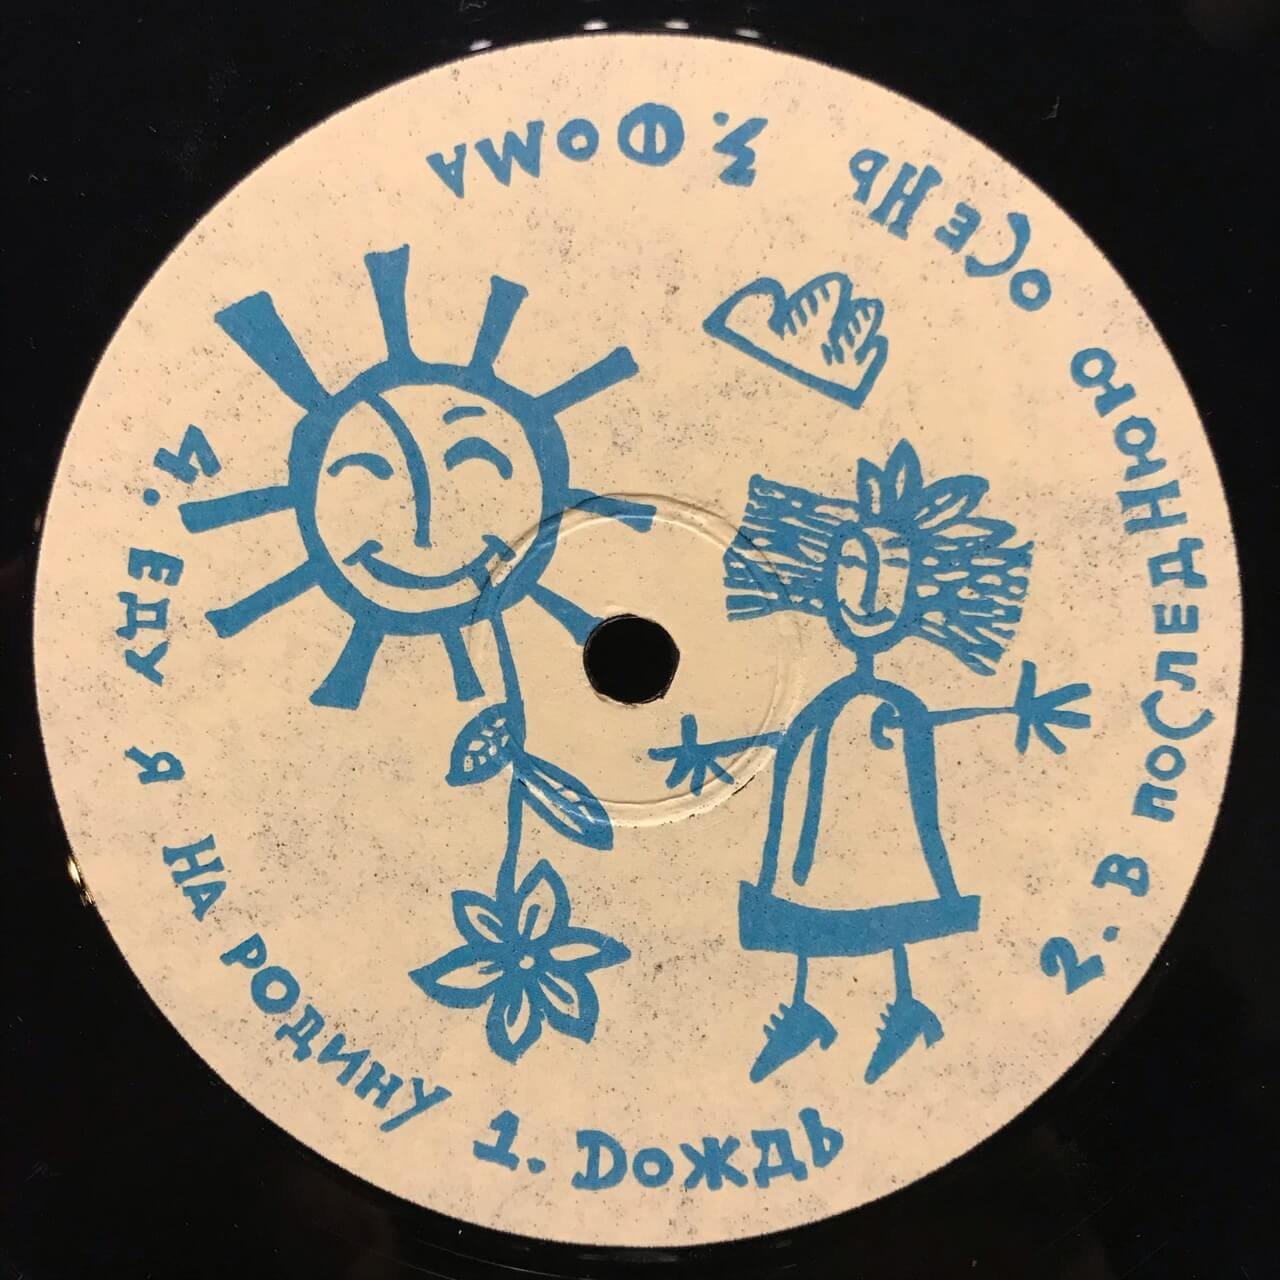 1. Дождь
2. В последнюю осень
3. Фома
4. Еду я на родину